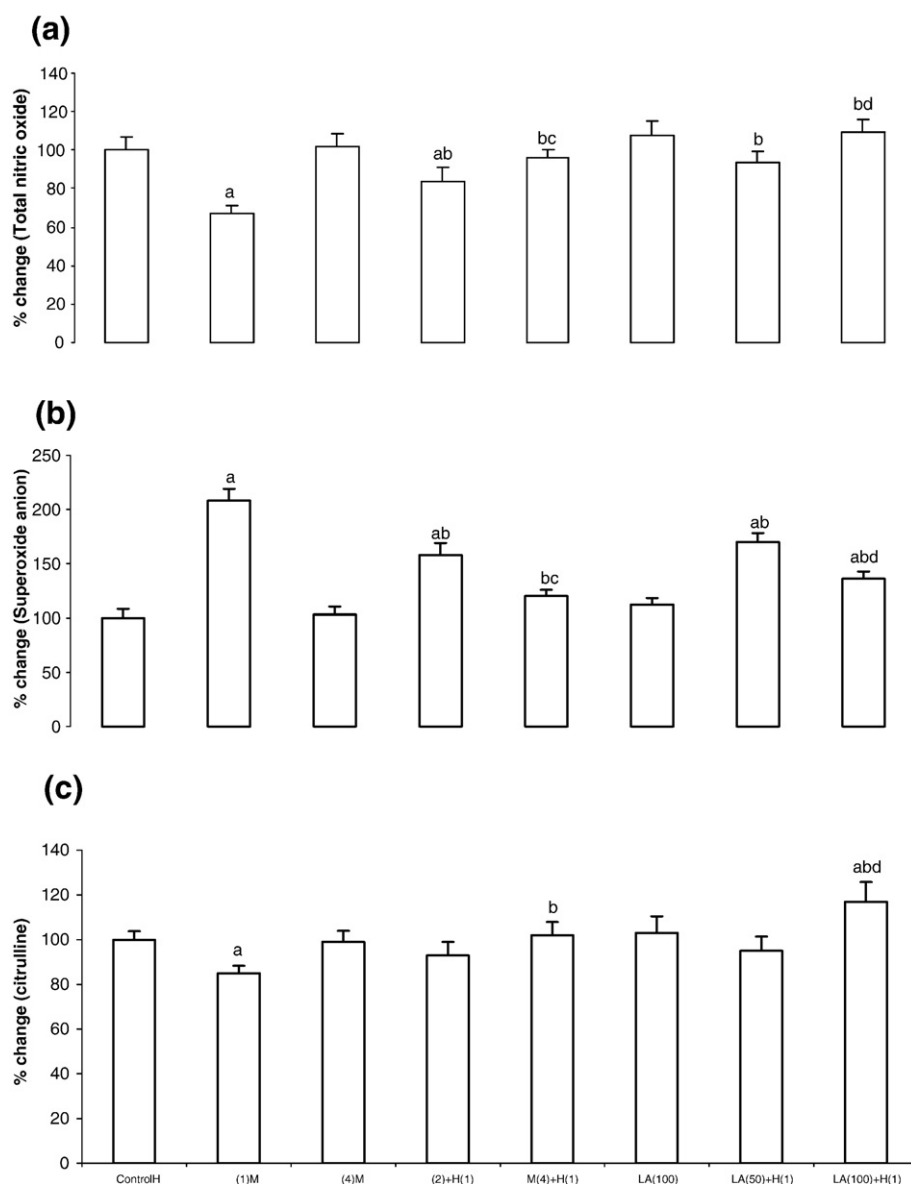 (a)
% change (Total nitric oxide)
140
120
100
80
60
40
20
0
a
ab
bc
b
bd
(b)
% change (Superoxide anion)
250
200
150
100
50
0
a
ab
bc
ab
abd
(c)
% change (citrulline)
140
120
100
80
60
40
20
0
a
b
abd
ControlH (1)M (4)M (2)+H(1) M(4)+H(1) LA(100) LA(50)+H(1) LA(100)+H(1)